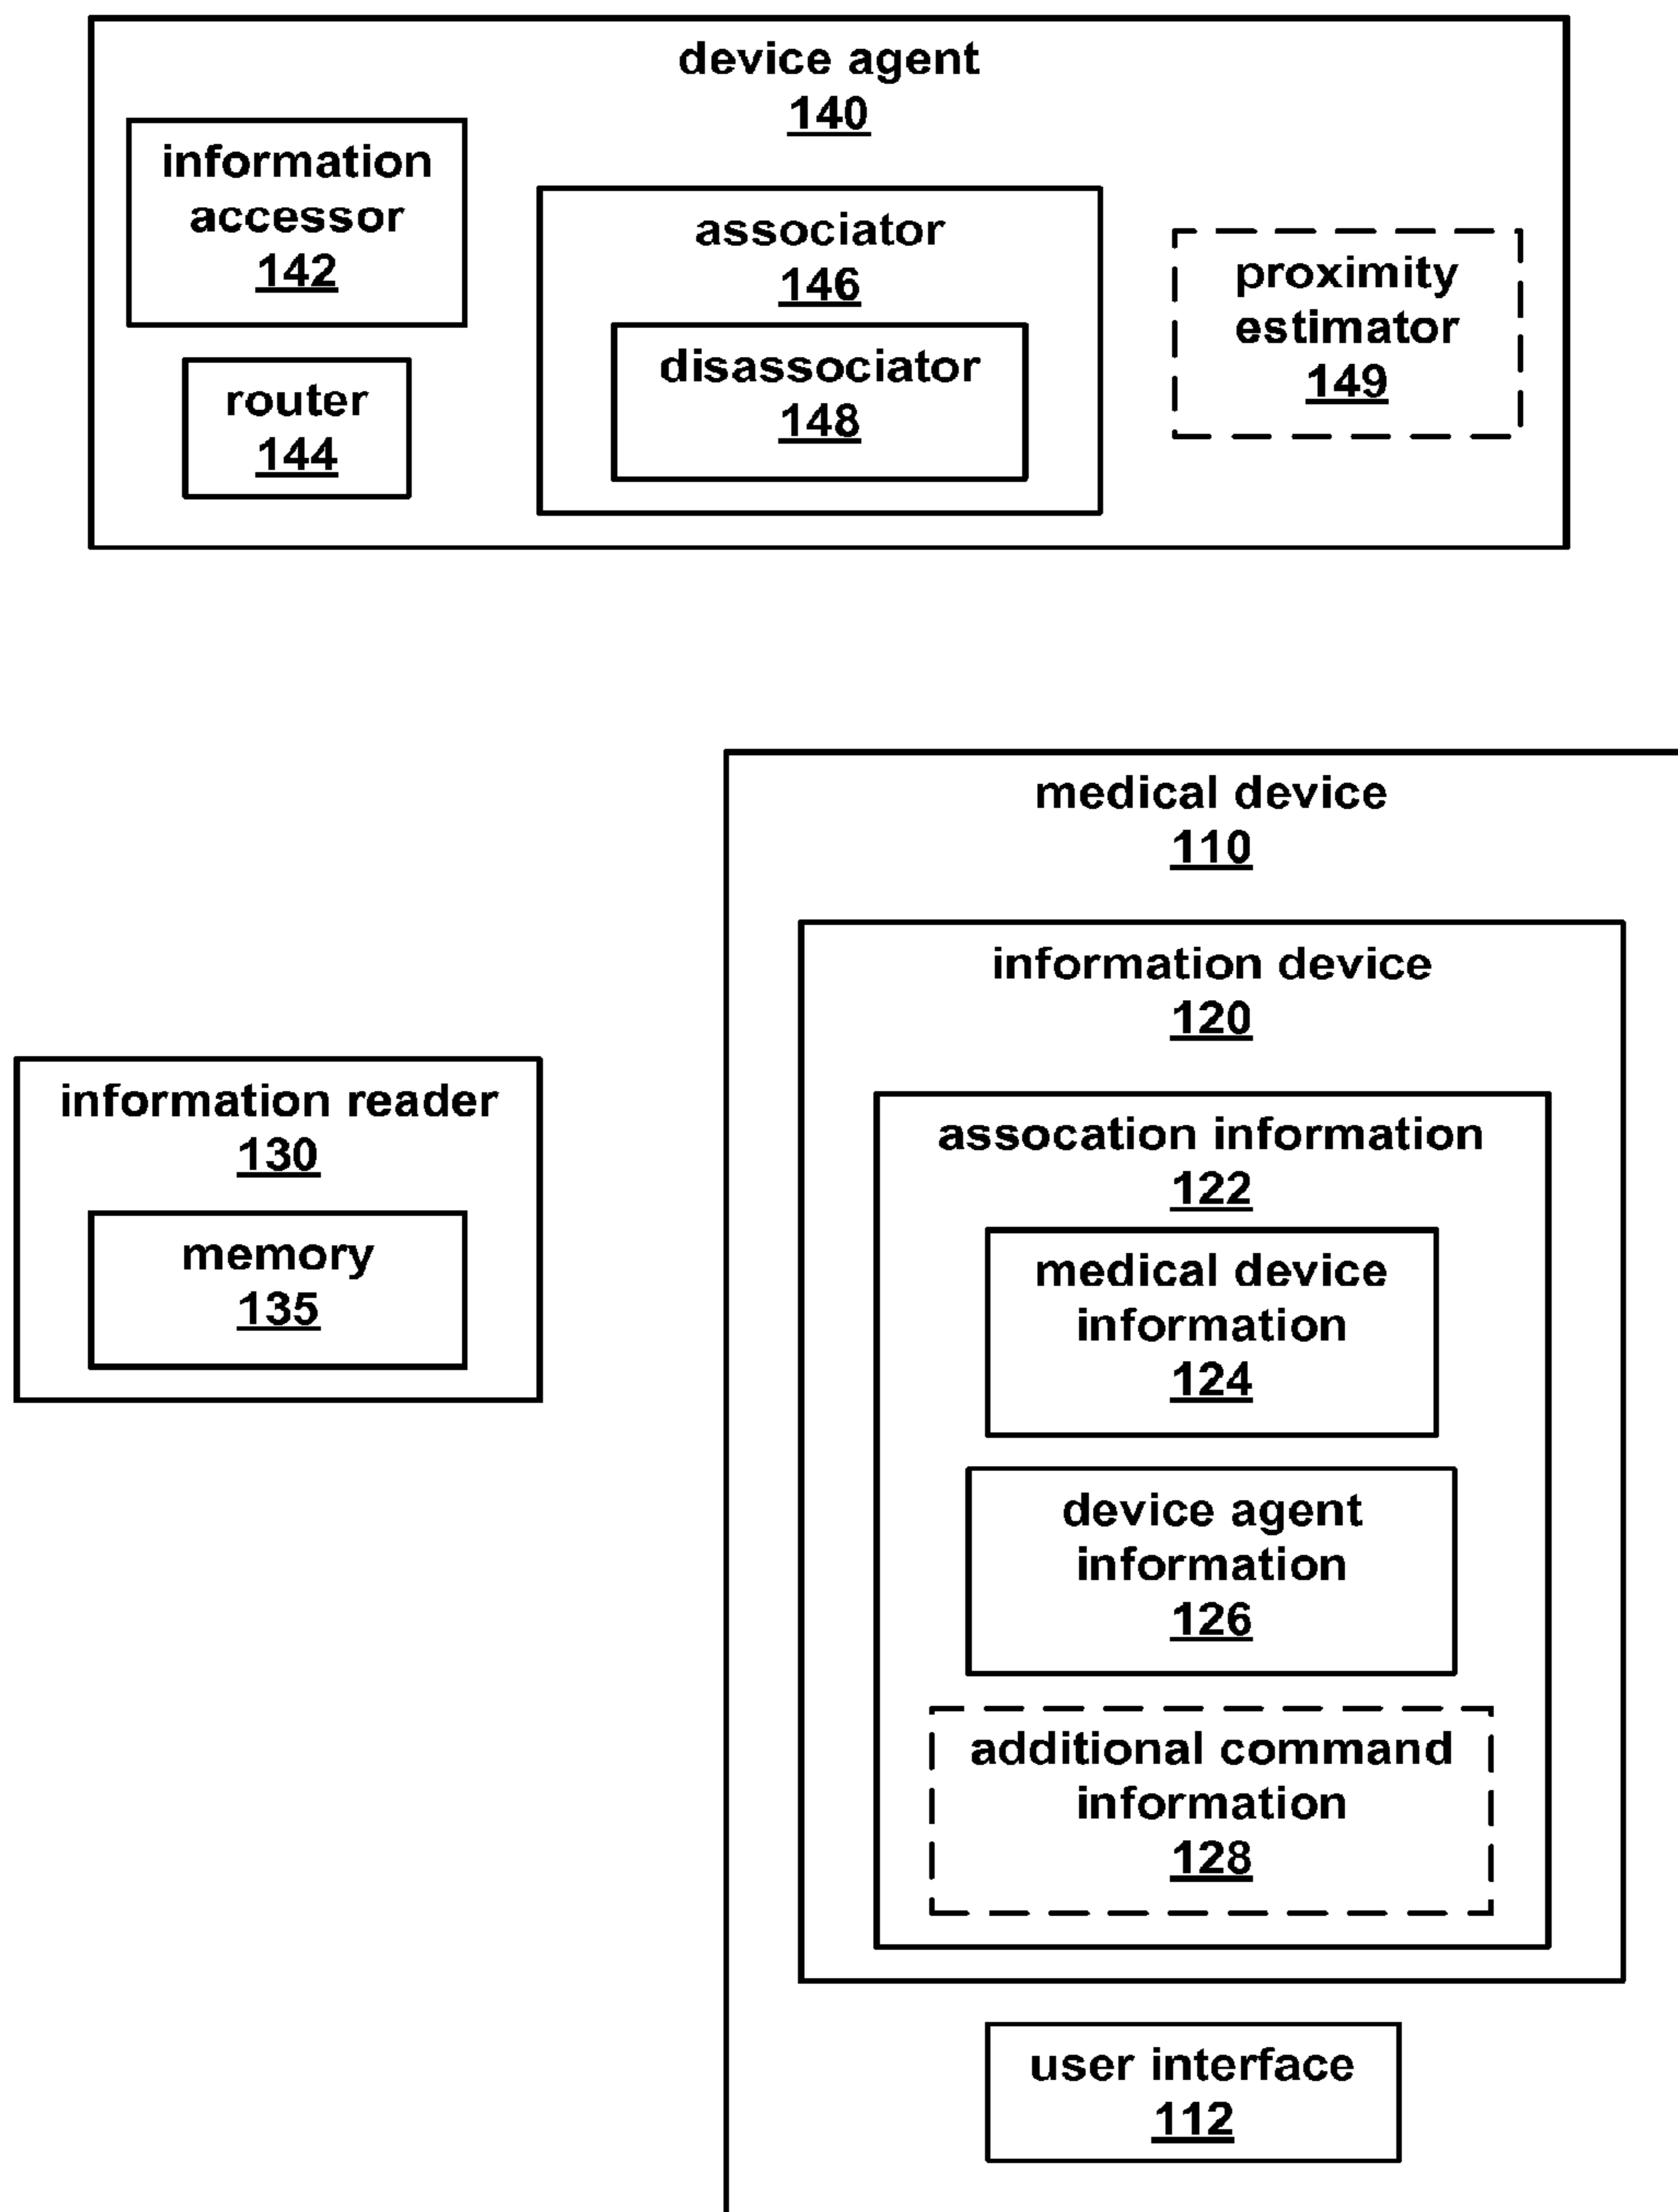 device agent
140
information
accessor
142
router
144
associator
146
disassociator
148
proximity
estimator
149
medical device
110
information device
120
information reader
130
memory
135
assocation information
122
medical device
information
124
device agent
information
126
additional command
information
128
user interface
112